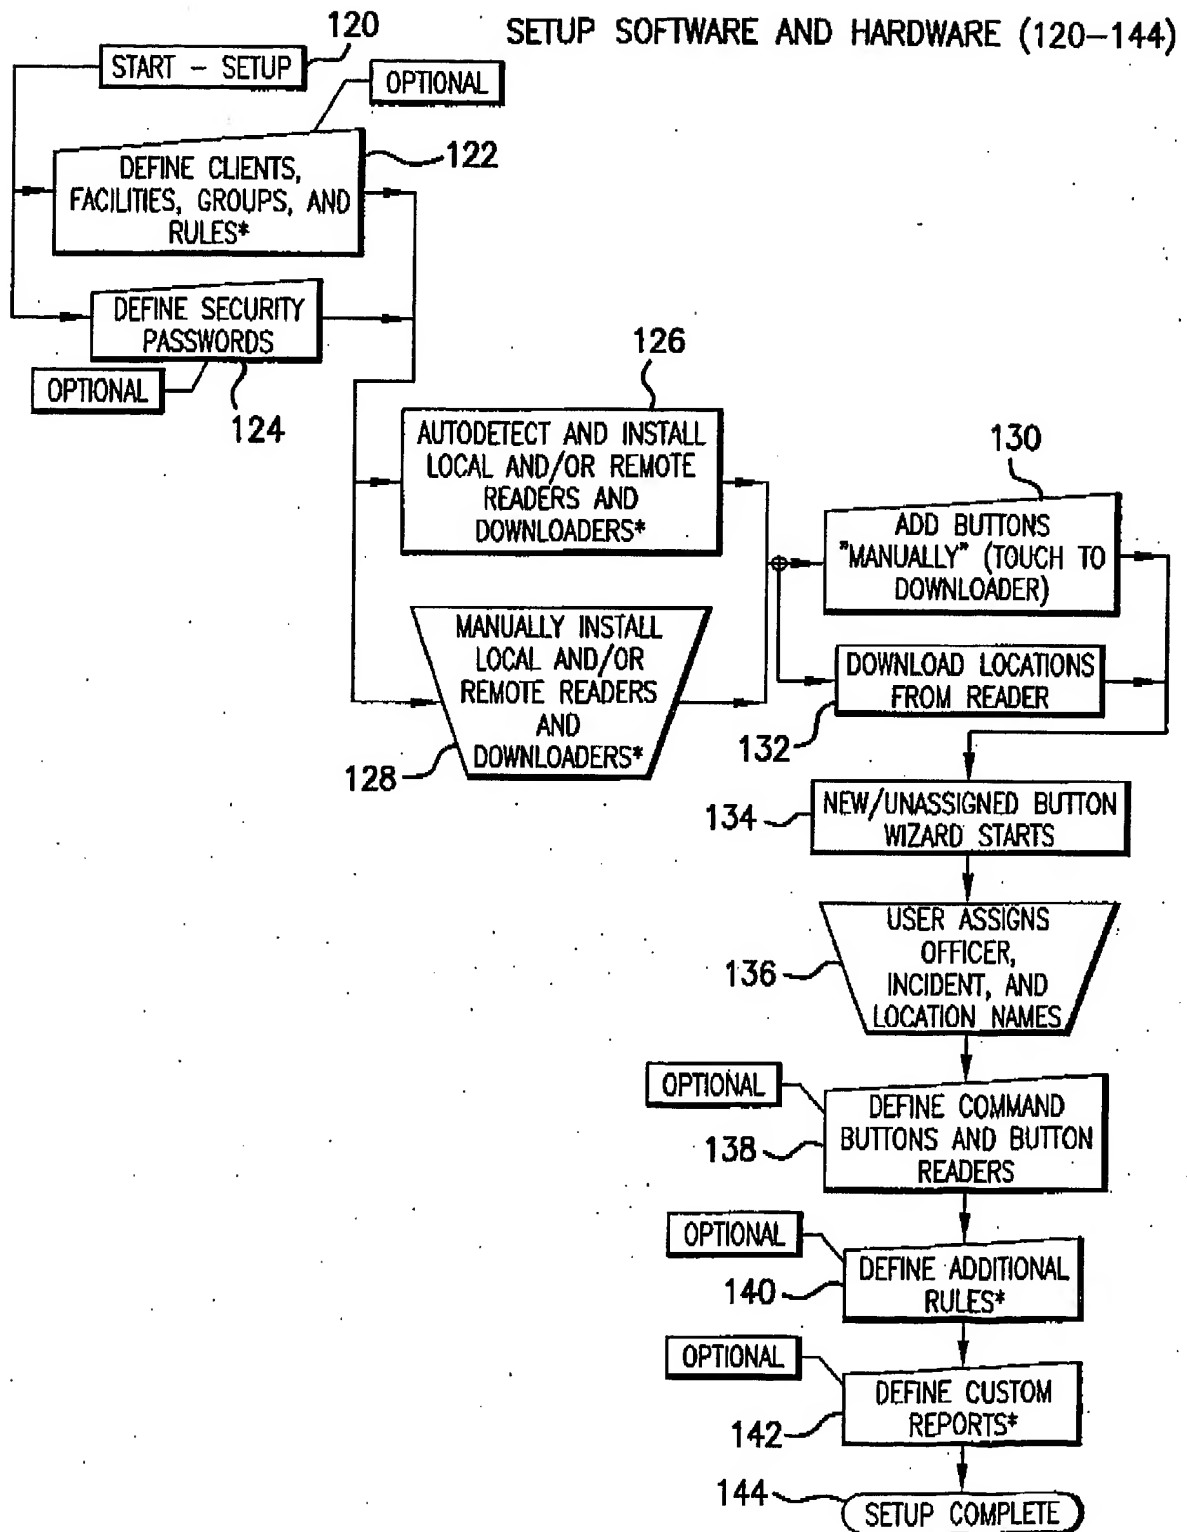 SETUP SOFTWARE AND HARDWARE (120-144)
120
START - SETUP
OPTIONAL
122
DEFINE CLIENTS,
FACILITIES, GROUPS, AND
RULES*
DEFINE SECURITY
PASSWORDS
OPTIONAL
124
126
AUTODETECT AND INSTALL
LOCAL AND/OR REMOTE
READERS AND
DOWNLOADERS*
MANUALLY INSTALL
LOCAL AND/OR
REMOTE READERS
AND
DOWNLOADERS*
128
130
ADD BUTTONS
"MANUALLY" (TOUCH TO
DOWNLOADER)
DOWNLOAD LOCATIONS
FROM READER
132
134
NEW/UNASSIGNED BUTTON
WIZARD STARTS
136
USER ASSIGNS
OFFICER,
INCIDENT, AND
LOCATION NAMES
OPTIONAL
138
DEFINE COMMAND
BUTTONS AND BUTTON
READERS
OPTIONAL
140
DEFINE ADDITIONAL
RULES*
OPTIONAL
142
DEFINE CUSTOM
REPORTS*
144
SETUP COMPLETE